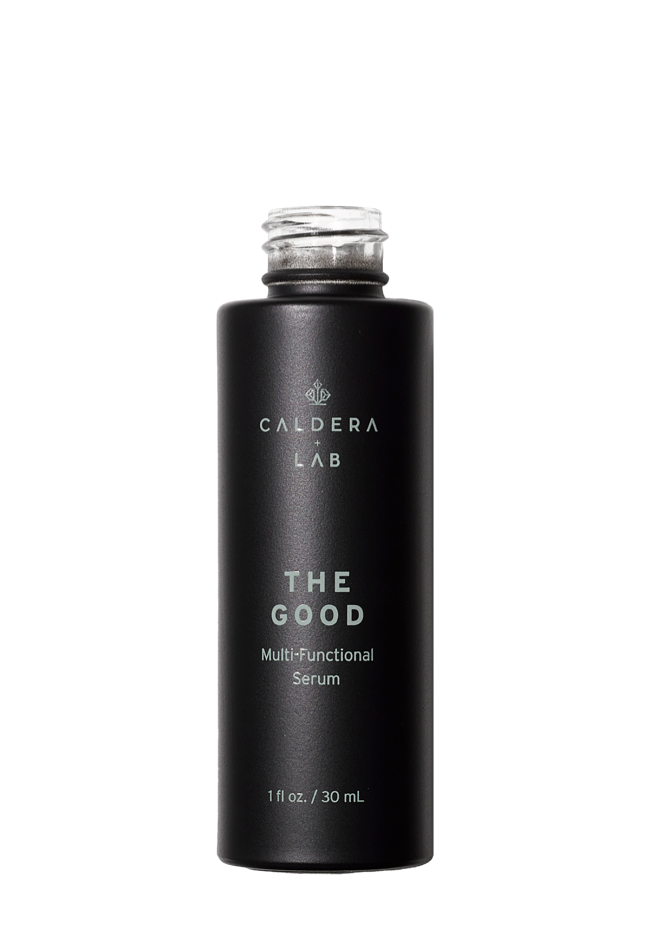 CALDERA
+
LAB
THE
GOOD
Multi-Functional
Serum
1 fl oz. / 30 mL